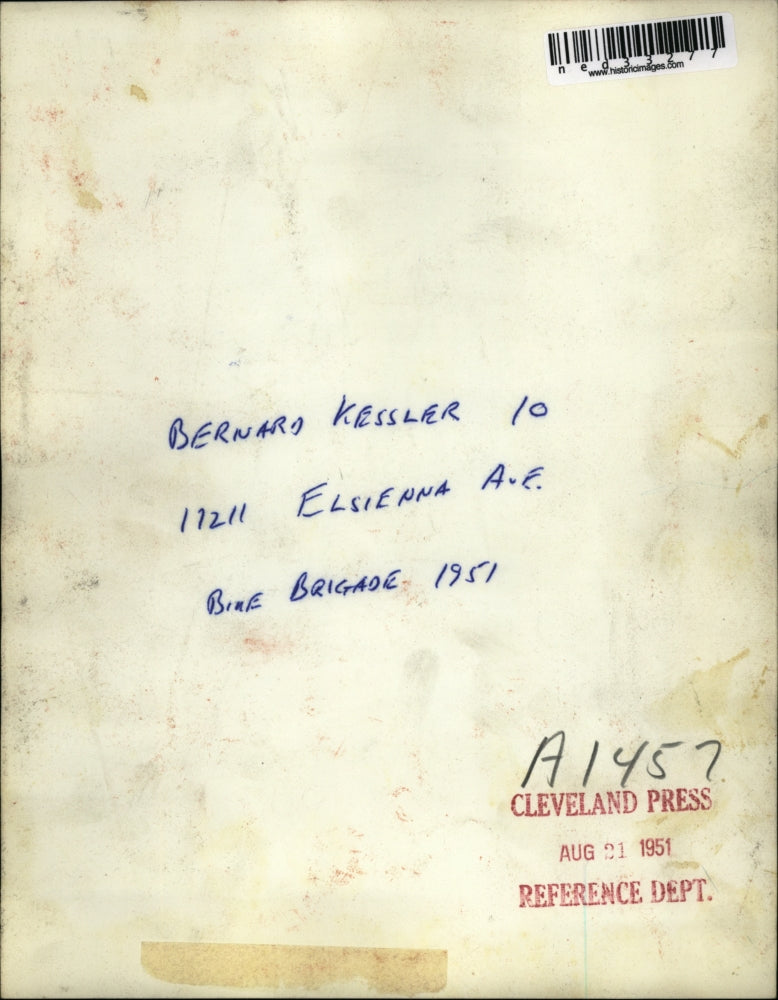 ned33277
www.historicimages.com
BERNARD KESSLER 10
17211 ELSIENNA AVE.
BIKE BRIGADE 1951
A1457
CLEVELAND PRESS
AUG 21 1951
REFERENCE DEPT.